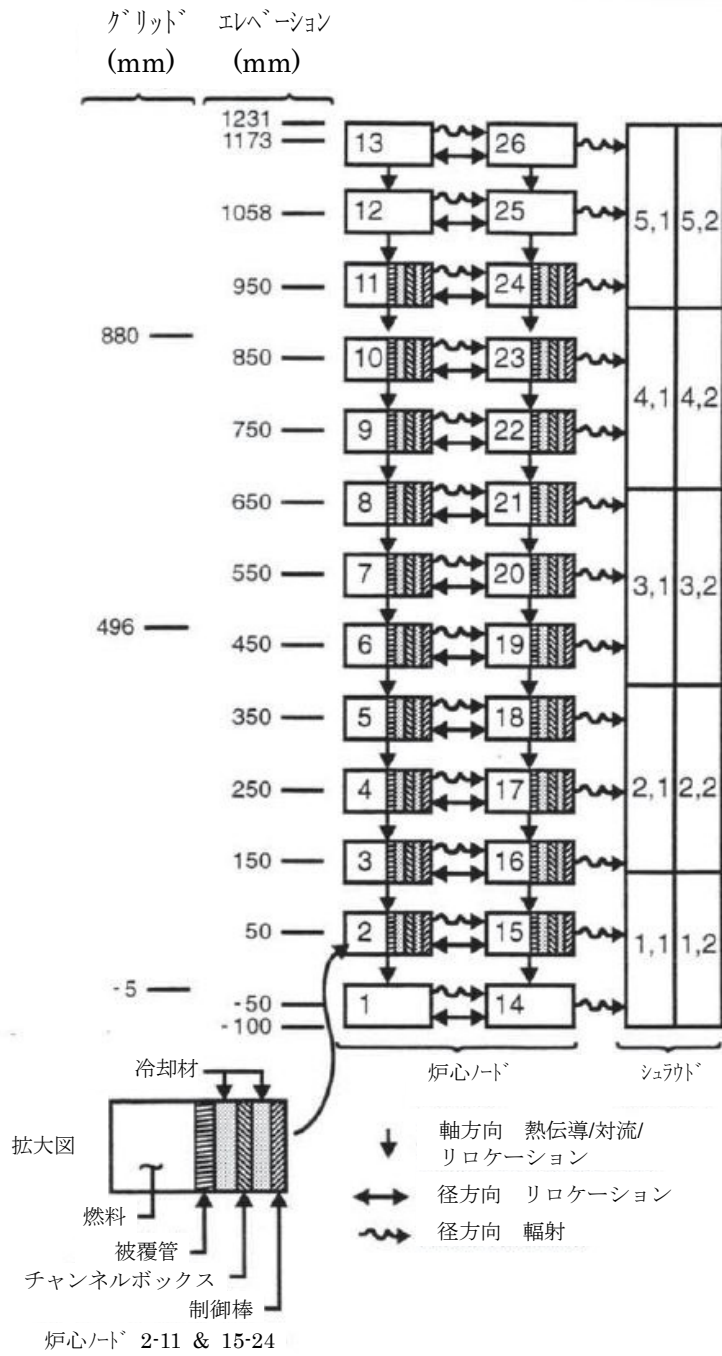 グリッド エレベーション
(mm) (mm)
1231
1173
13 26
1058
12 25
5,1 5,2
950
11 24
880
850
10 23
4,1 4,2
750
9 22
650
8 21
550
7 20
3,1 3,2
496
450
6 19
350
5 18
250
4 17
2,1 2,2
150
3 16
50
2 15
1,1 1,2
-5
-50
1 14
-100
炉心ノード シュラウド
冷却材
拡大図
燃料
被覆管
チャンネルボックス
制御棒
炉心ノード 2-11 & 15-24
軸方向 熱伝導/対流/
リロケーション
径方向 リロケーション
径方向 輻射